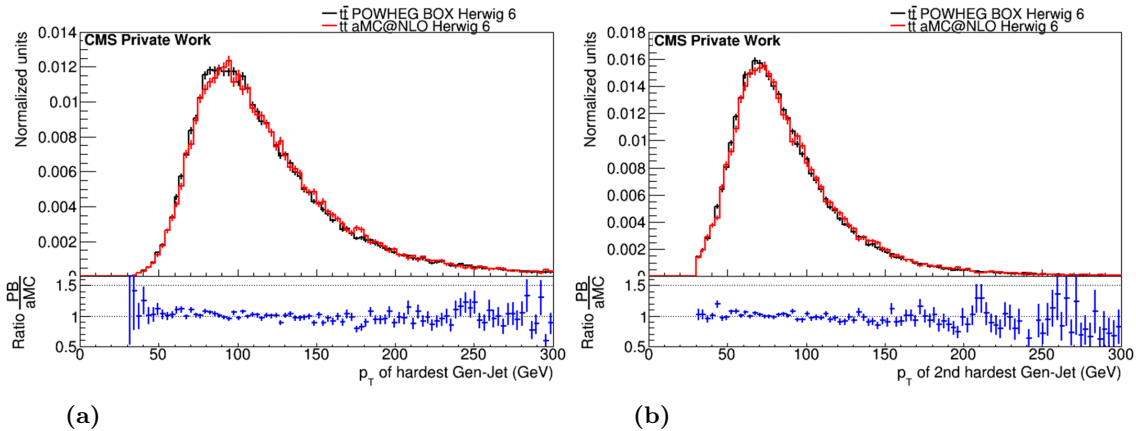 tt̄ POWHEG BOX Herwig 6
tt̄ aMC@NLO Herwig 6
CMS Private Work
Normalized units
0.014
0.012
0.01
0.008
0.006
0.004
0.002
0
Ratio PB/aMC
1.5
1
0.5
0 50 100 150 200 250 300
p_T of hardest Gen-Jet (GeV)
(a)
tt̄ POWHEG BOX Herwig 6
tt̄ aMC@NLO Herwig 6
CMS Private Work
Normalized units
0.018
0.016
0.014
0.012
0.01
0.008
0.006
0.004
0.002
0
Ratio PB/aMC
1.5
1
0.5
0 50 100 150 200 250 300
p_T of 2nd hardest Gen-Jet (GeV)
(b)